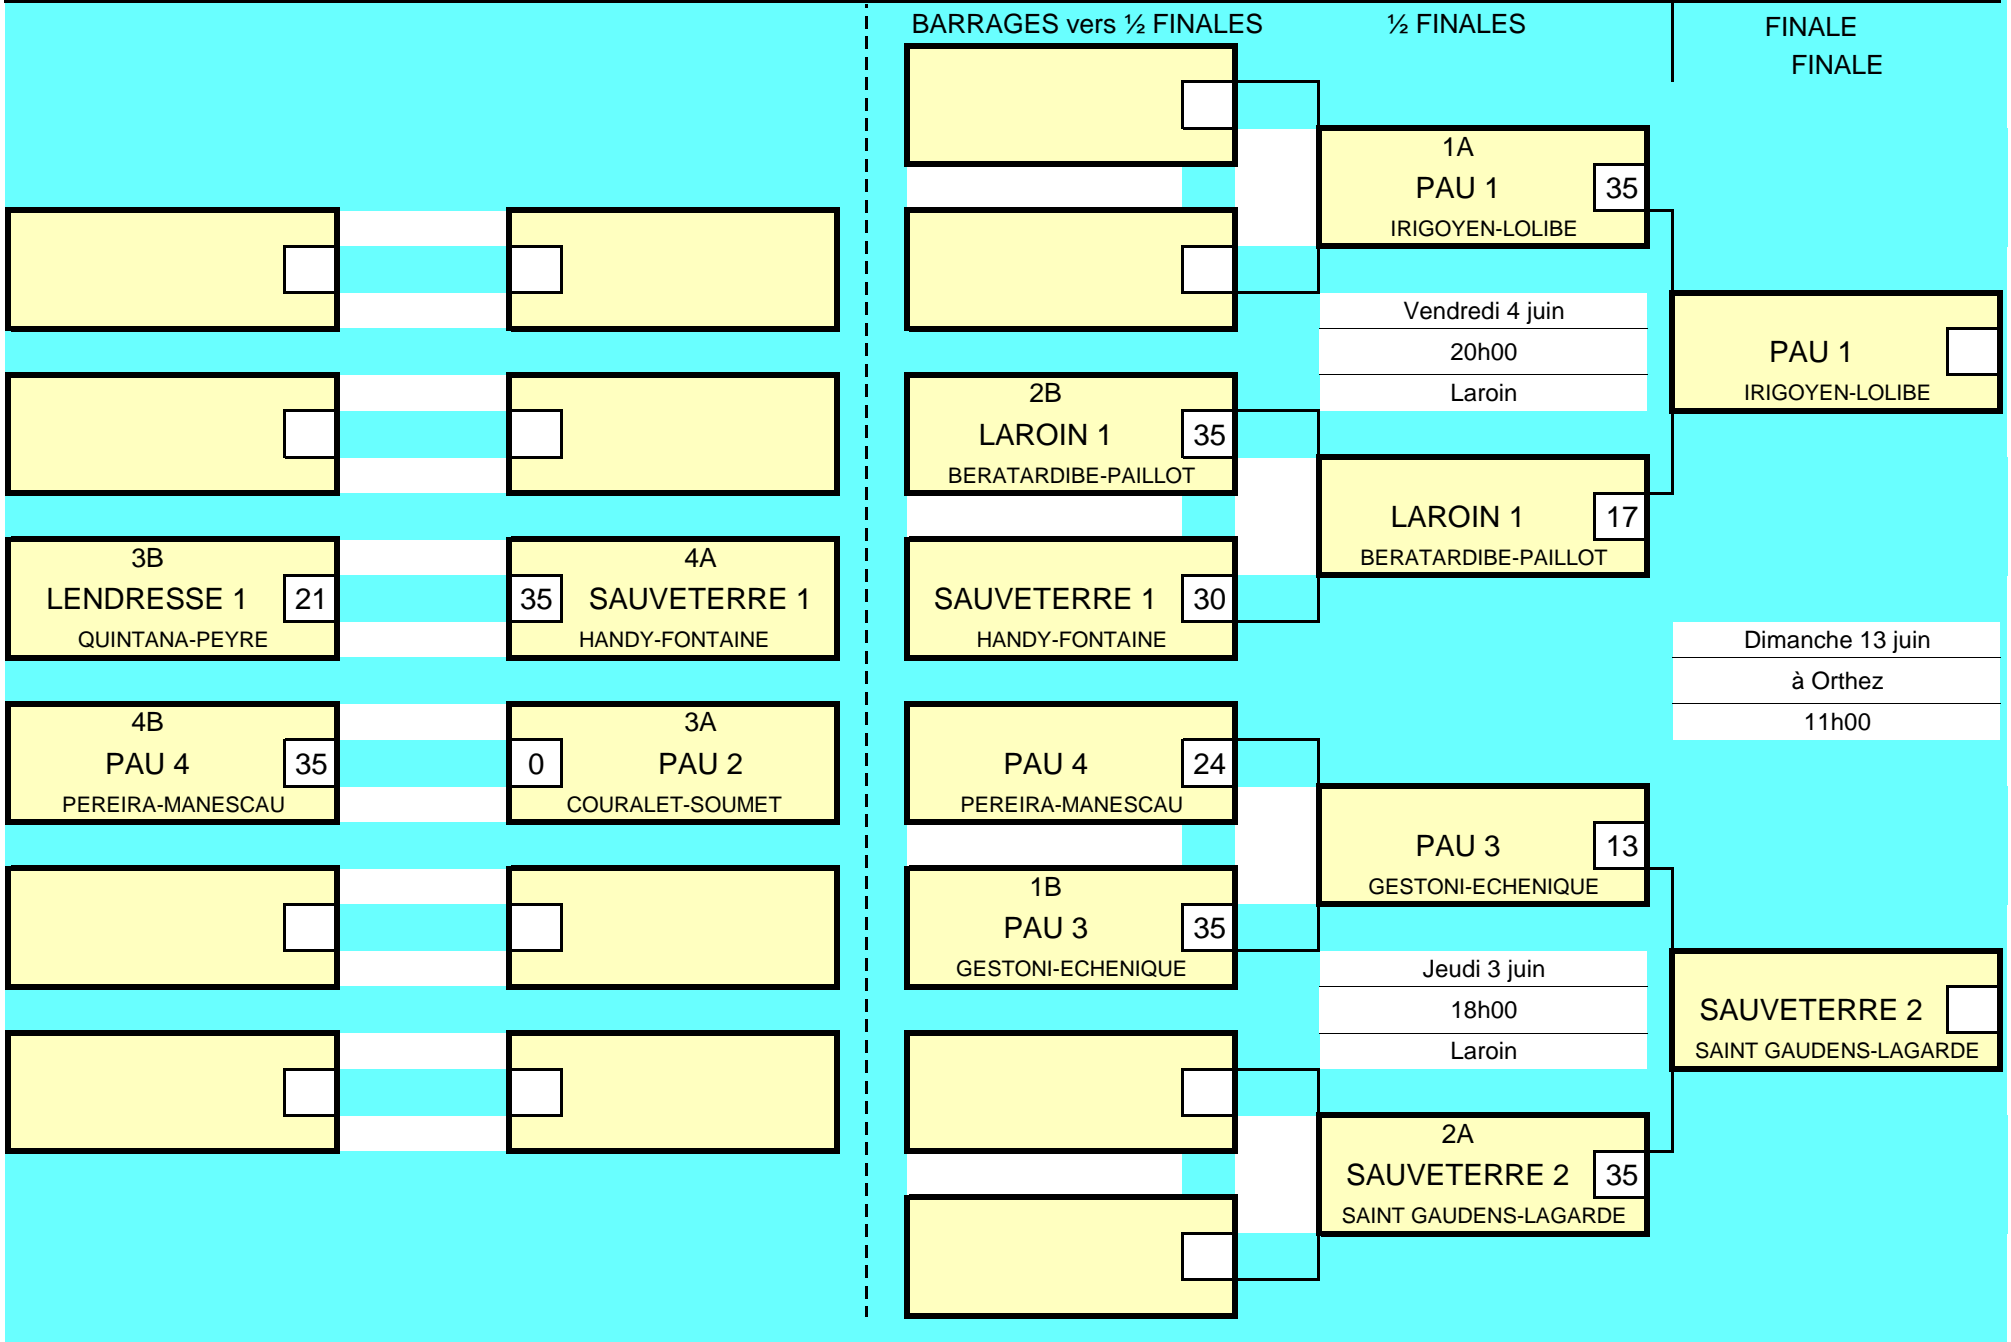 BARRAGES vers ½ FINALES
½ FINALES
FINALE
FINALE
3B
LENDRESSE 1
21
QUINTANA-PEYRE
4A
35
SAUVETERRE 1
HANDY-FONTAINE
4B
PAU 4
35
PEREIRA-MANESCAU
3A
0
PAU 2
COURALET-SOUMET
2B
LAROIN 1
35
BERATARDIBE-PAILLOT
SAUVETERRE 1
30
HANDY-FONTAINE
PAU 4
24
PEREIRA-MANESCAU
1B
PAU 3
35
GESTONI-ECHENIQUE
1A
PAU 1
35
IRIGOYEN-LOLIBE
Vendredi 4 juin
20h00
Laroin
LAROIN 1
17
BERATARDIBE-PAILLOT
PAU 3
13
GESTONI-ECHENIQUE
Jeudi 3 juin
18h00
Laroin
2A
SAUVETERRE 2
35
SAINT GAUDENS-LAGARDE
PAU 1
IRIGOYEN-LOLIBE
Dimanche 13 juin
à Orthez
11h00
SAUVETERRE 2
SAINT GAUDENS-LAGARDE